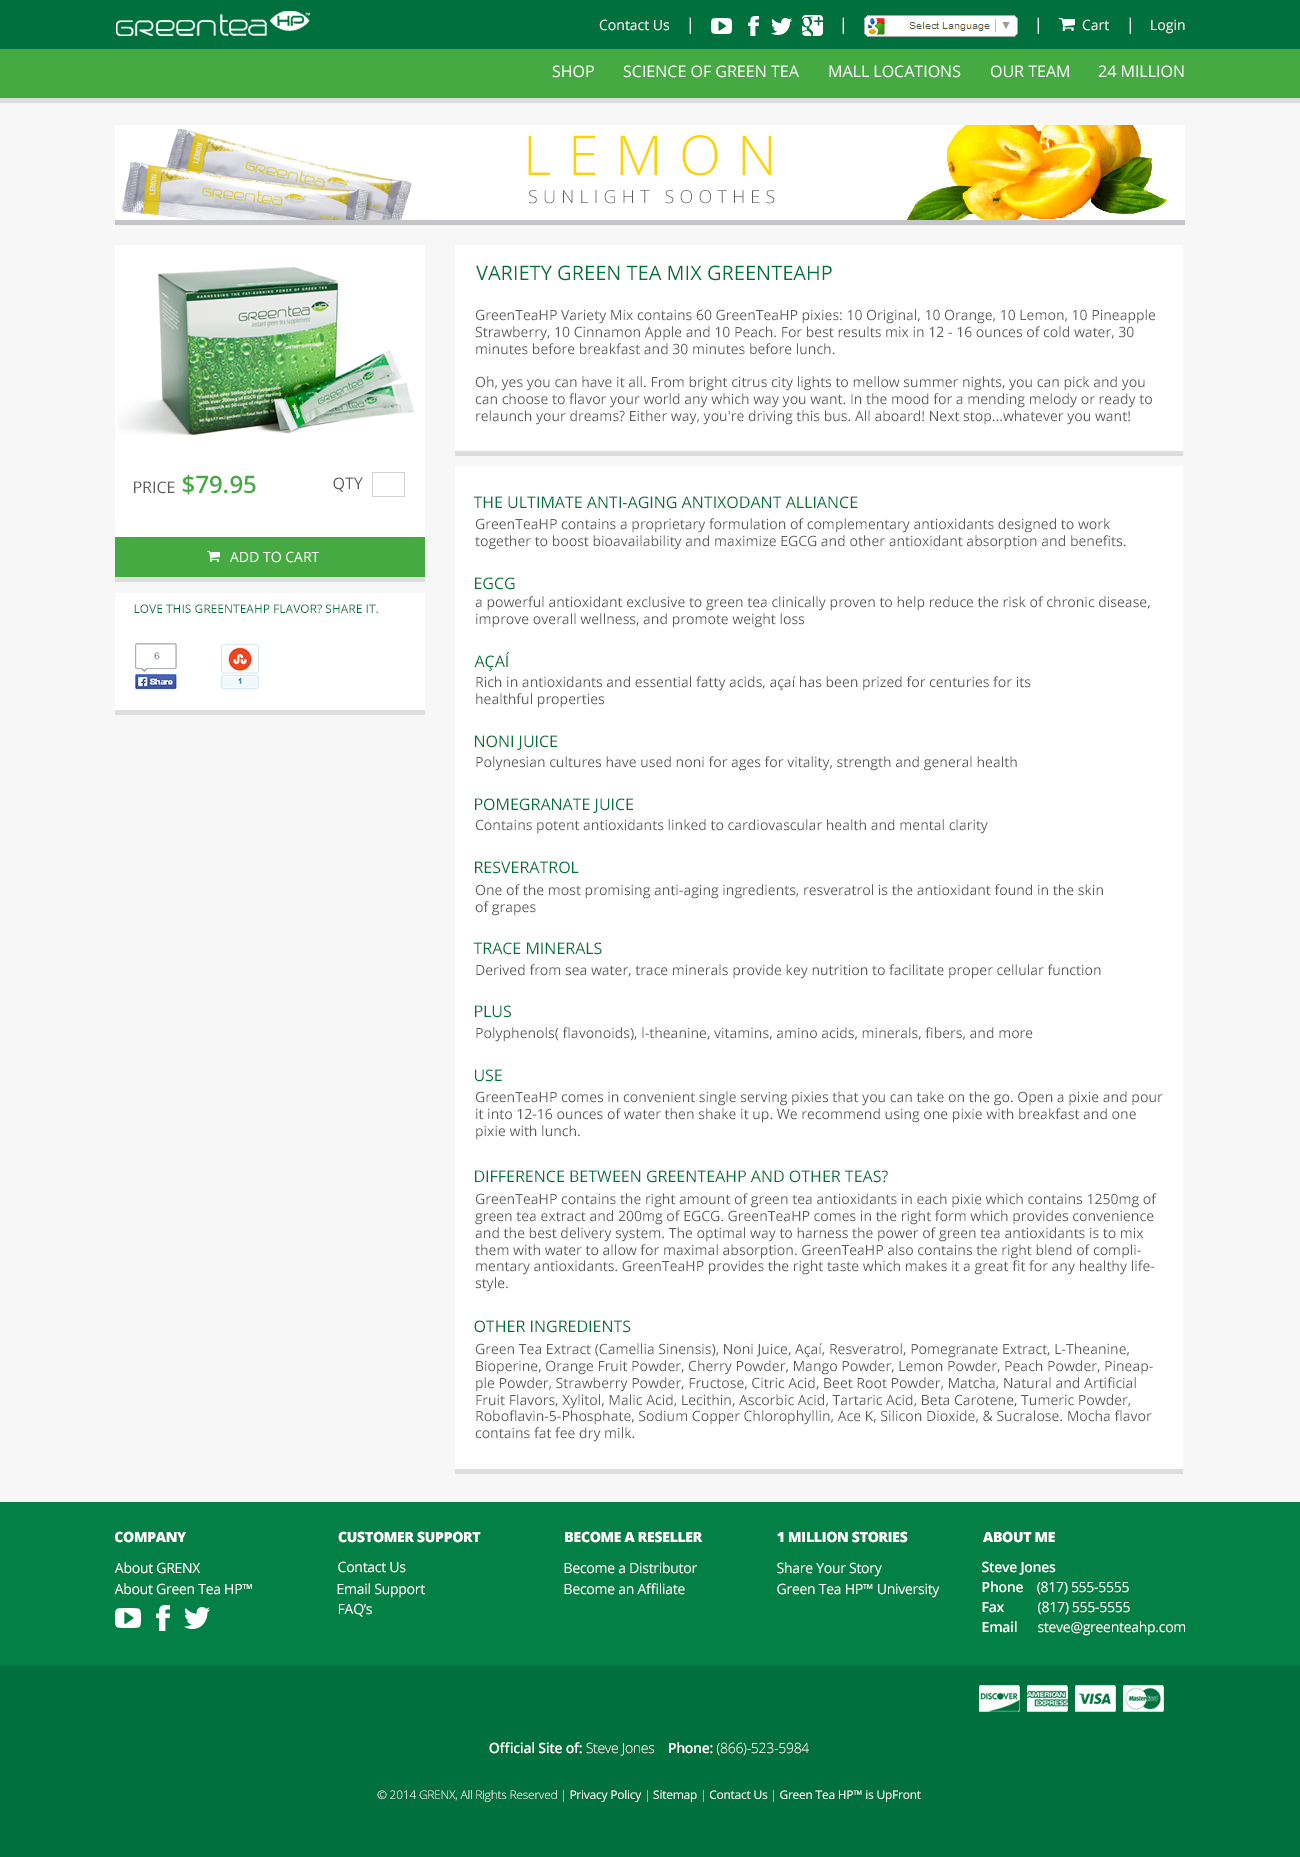 Greentea HP
Contact Us | | Select Language ▼ | Cart | Login
SHOP SCIENCE OF GREEN TEA MALL LOCATIONS OUR TEAM 24 MILLION
LEMON
SUNLIGHT SOOTHES
LEMON
Greentea
LEMON
Greentea
HARNESSING THE FAT-BURNING POWER OF GREEN TEA
Greentea HP
instant green tea supplement
VARIETY GREEN TEA MIX GREENTEAHP
GreenTeaHP Variety Mix contains 60 GreenTeaHP pixies: 10 Original, 10 Orange, 10 Lemon, 10 Pineapple
Strawberry, 10 Cinnamon Apple and 10 Peach. For best results mix in 12 - 16 ounces of cold water, 30
minutes before breakfast and 30 minutes before lunch.
Oh, yes you can have it all. From bright citrus city lights to mellow summer nights, you can pick and you
can choose to flavor your world any which way you want. In the mood for a mending melody or ready to
relaunch your dreams? Either way, you're driving this bus. All aboard! Next stop...whatever you want!
PRICE $79.95 QTY
ADD TO CART
LOVE THIS GREENTEAHP FLAVOR? SHARE IT.
6
Share
1
THE ULTIMATE ANTI-AGING ANTIXODANT ALLIANCE
GreenTeaHP contains a proprietary formulation of complementary antioxidants designed to work
together to boost bioavailability and maximize EGCG and other antioxidant absorption and benefits.
EGCG
a powerful antioxidant exclusive to green tea clinically proven to help reduce the risk of chronic disease,
improve overall wellness, and promote weight loss
AÇAÍ
Rich in antioxidants and essential fatty acids, açaí has been prized for centuries for its
healthful properties
NONI JUICE
Polynesian cultures have used noni for ages for vitality, strength and general health
POMEGRANATE JUICE
Contains potent antioxidants linked to cardiovascular health and mental clarity
RESVERATROL
One of the most promising anti-aging ingredients, resveratrol is the antioxidant found in the skin
of grapes
TRACE MINERALS
Derived from sea water, trace minerals provide key nutrition to facilitate proper cellular function
PLUS
Polyphenols( flavonoids), l-theanine, vitamins, amino acids, minerals, fibers, and more
USE
GreenTeaHP comes in convenient single serving pixies that you can take on the go. Open a pixie and pour
it into 12-16 ounces of water then shake it up. We recommend using one pixie with breakfast and one
pixie with lunch.
DIFFERENCE BETWEEN GREENTEAHP AND OTHER TEAS?
GreenTeaHP contains the right amount of green tea antioxidants in each pixie which contains 1250mg of
green tea extract and 200mg of EGCG. GreenTeaHP comes in the right form which provides convenience
and the best delivery system. The optimal way to harness the power of green tea antioxidants is to mix
them with water to allow for maximal absorption. GreenTeaHP also contains the right blend of compli-
mentary antioxidants. GreenTeaHP provides the right taste which makes it a great fit for any healthy life-
style.
OTHER INGREDIENTS
Green Tea Extract (Camellia Sinensis), Noni Juice, Açaí, Resveratrol, Pomegranate Extract, L-Theanine,
Bioperine, Orange Fruit Powder, Cherry Powder, Mango Powder, Lemon Powder, Peach Powder, Pineap-
ple Powder, Strawberry Powder, Fructose, Citric Acid, Beet Root Powder, Matcha, Natural and Artificial
Fruit Flavors, Xylitol, Malic Acid, Lecithin, Ascorbic Acid, Tartaric Acid, Beta Carotene, Tumeric Powder,
Roboflavin-5-Phosphate, Sodium Copper Chlorophyllin, Ace K, Silicon Dioxide, & Sucralose. Mocha flavor
contains fat fee dry milk.
COMPANY
About GRENX
About Green Tea HP™
CUSTOMER SUPPORT
Contact Us
Email Support
FAQ's
BECOME A RESELLER
Become a Distributor
Become an Affiliate
1 MILLION STORIES
Share Your Story
Green Tea HP™ University
ABOUT ME
Steve Jones
Phone (817) 555-5555
Fax (817) 555-5555
Email steve@greenteahp.com
DISCOVER AMERICAN EXPRESS VISA MasterCard
Official Site of: Steve Jones Phone: (866)-523-5984
© 2014 GRENX, All Rights Reserved | Privacy Policy | Sitemap | Contact Us | Green Tea HP™ is UpFront